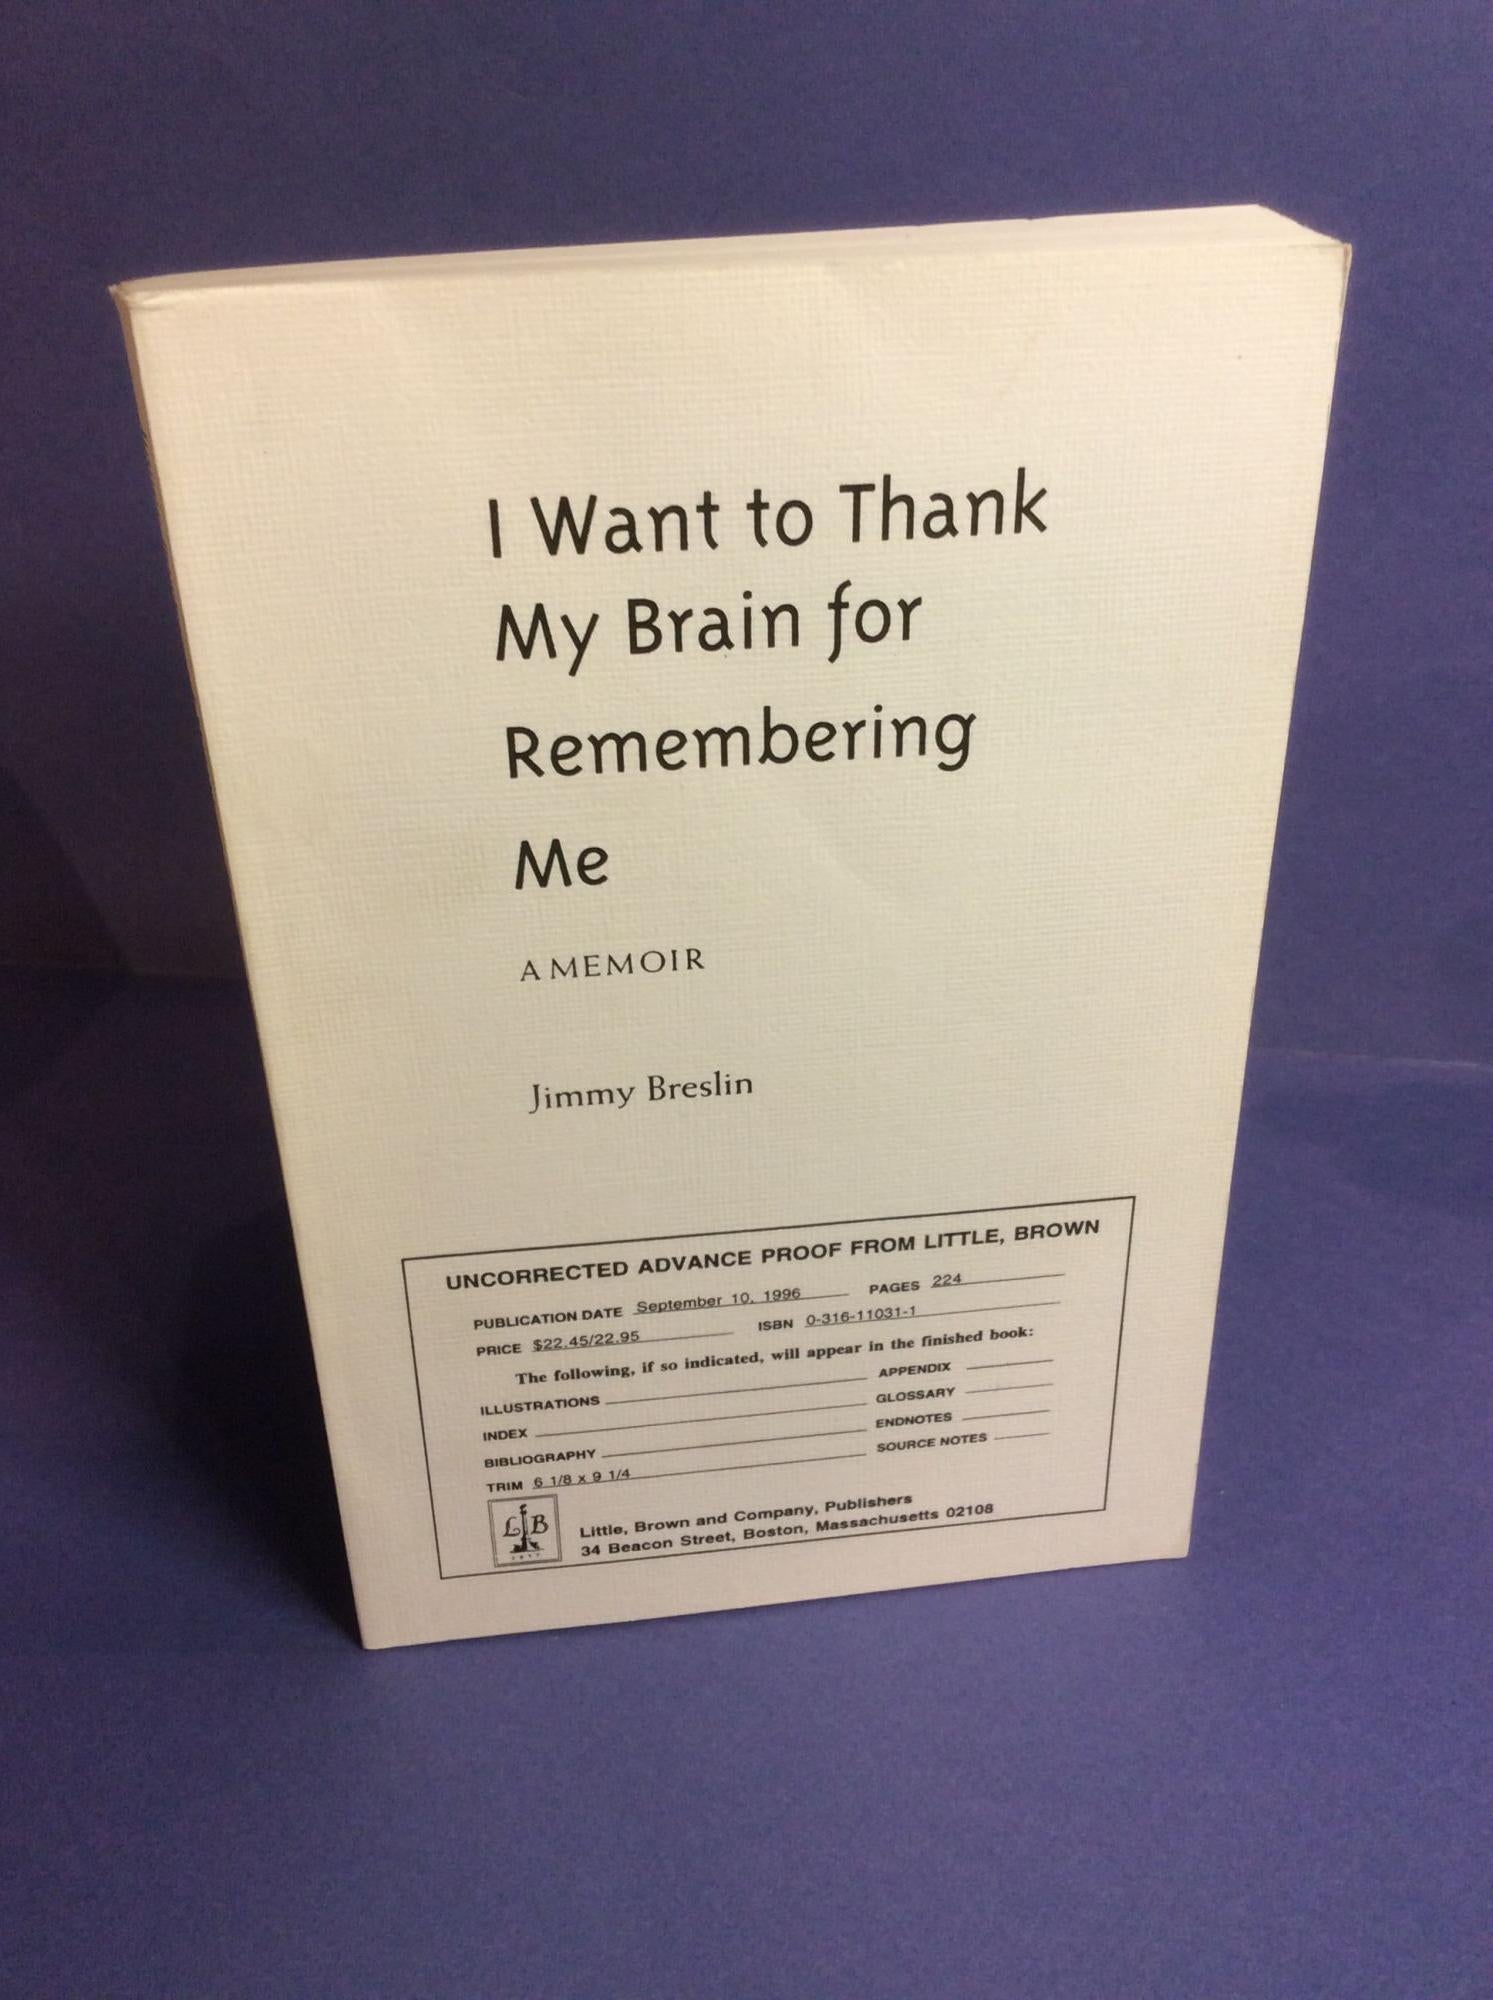 I Want to Thank
My Brain for
Remembering
Me
A MEMOIR
Jimmy Breslin
UNCORRECTED ADVANCE PROOF FROM LITTLE, BROWN
PUBLICATION DATE September 10, 1996 PAGES 224
PRICE $22.45/22.95 ISBN 0-316-11031-1
The following, if so indicated, will appear in the finished book:
ILLUSTRATIONS APPENDIX
INDEX GLOSSARY
BIBLIOGRAPHY ENDNOTES
TRIM 6 1/8 x 9 1/4 SOURCE NOTES
L B
Little, Brown and Company, Publishers
34 Beacon Street, Boston, Massachusetts 02108